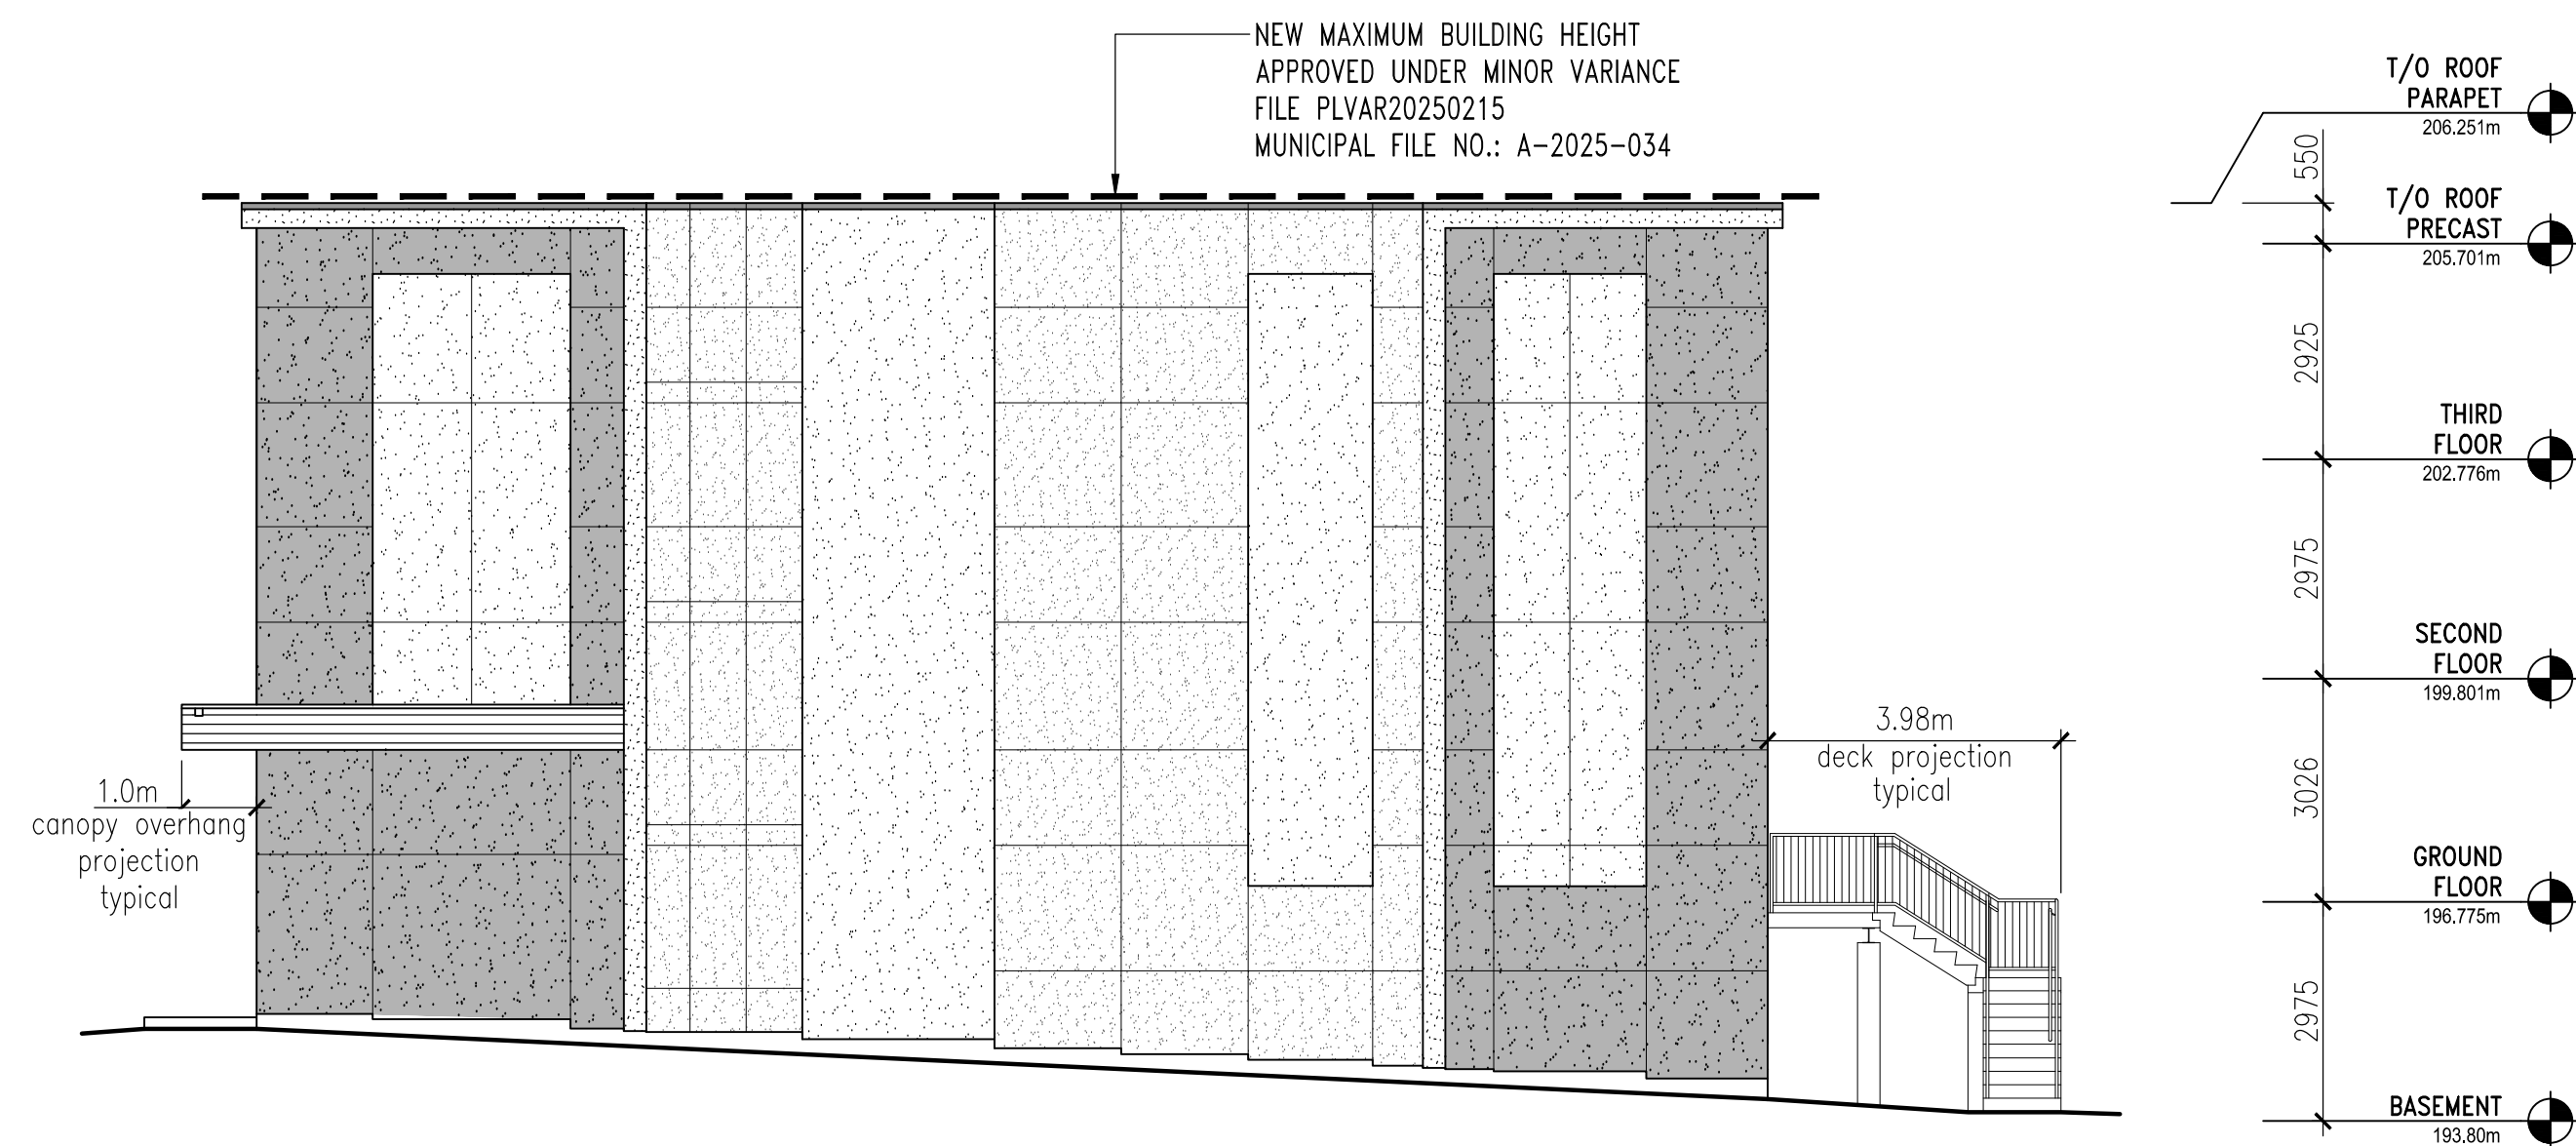 NEW MAXIMUM BUILDING HEIGHT
APPROVED UNDER MINOR VARIANCE
FILE PLVAR20250215
MUNICIPAL FILE NO.: A-2025-034
T/O ROOF
PARAPET
206.251m
550
T/O ROOF
PRECAST
205.701m
2925
THIRD
FLOOR
202.776m
2975
SECOND
FLOOR
199.801m
3.98m
deck projection
typical
3026
1.0m
canopy overhang
projection
typical
GROUND
FLOOR
196.775m
2975
BASEMENT
193.80m